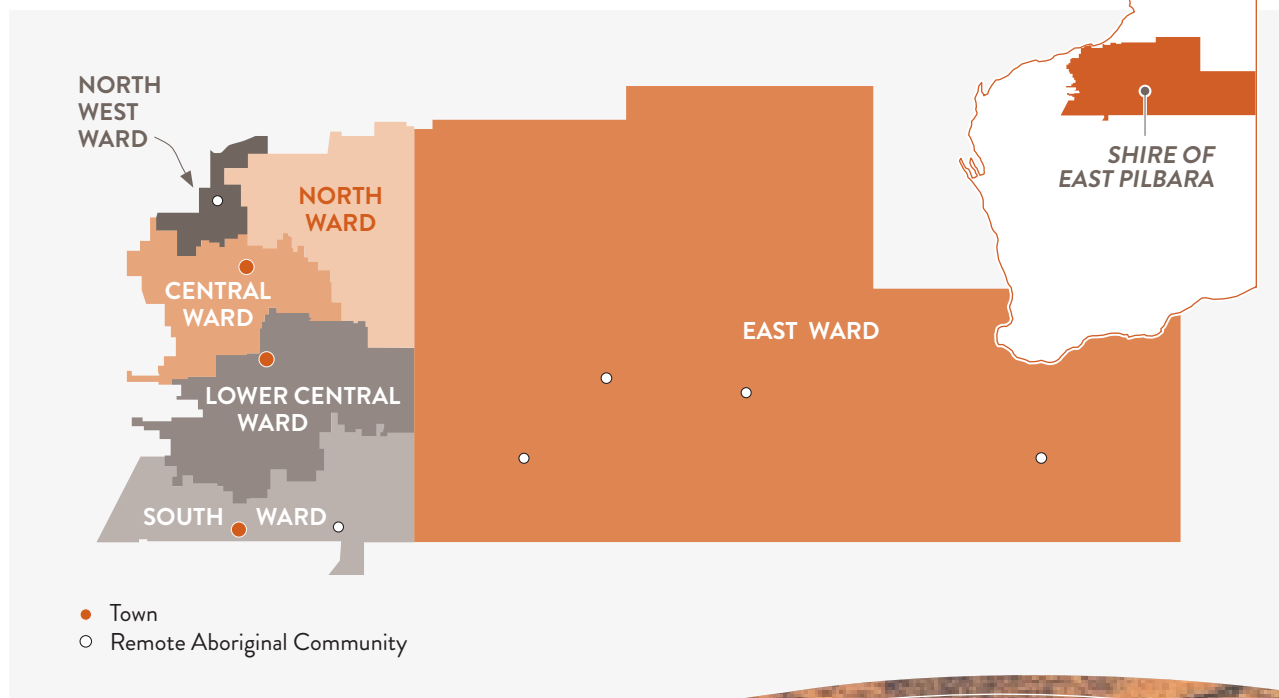 NORTH
WEST
WARD
NORTH
WARD
SHIRE OF
EAST PILBARA
CENTRAL
WARD
EAST WARD
LOWER CENTRAL
WARD
SOUTH WARD
Town
Remote Aboriginal Community